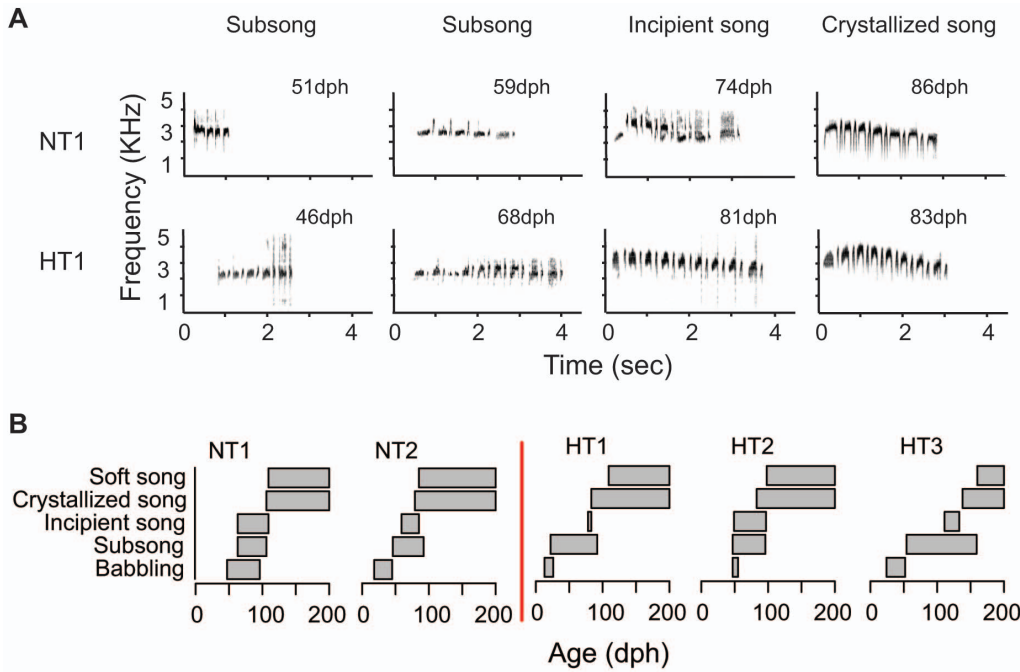 A
Subsong Subsong Incipient song Crystallized song
51dph 59dph 74dph 86dph
NT1
5
3
1
Frequency (KHz)
46dph 68dph 81dph 83dph
HT1
5
3
1
0 2 4 0 2 4 0 2 4 0 2 4
Time (sec)
B
NT1 NT2 HT1 HT2 HT3
Soft song
Crystallized song
Incipient song
Subsong
Babbling
0 100 200 0 100 200 0 100 200 0 100 200 0 100 200
Age (dph)